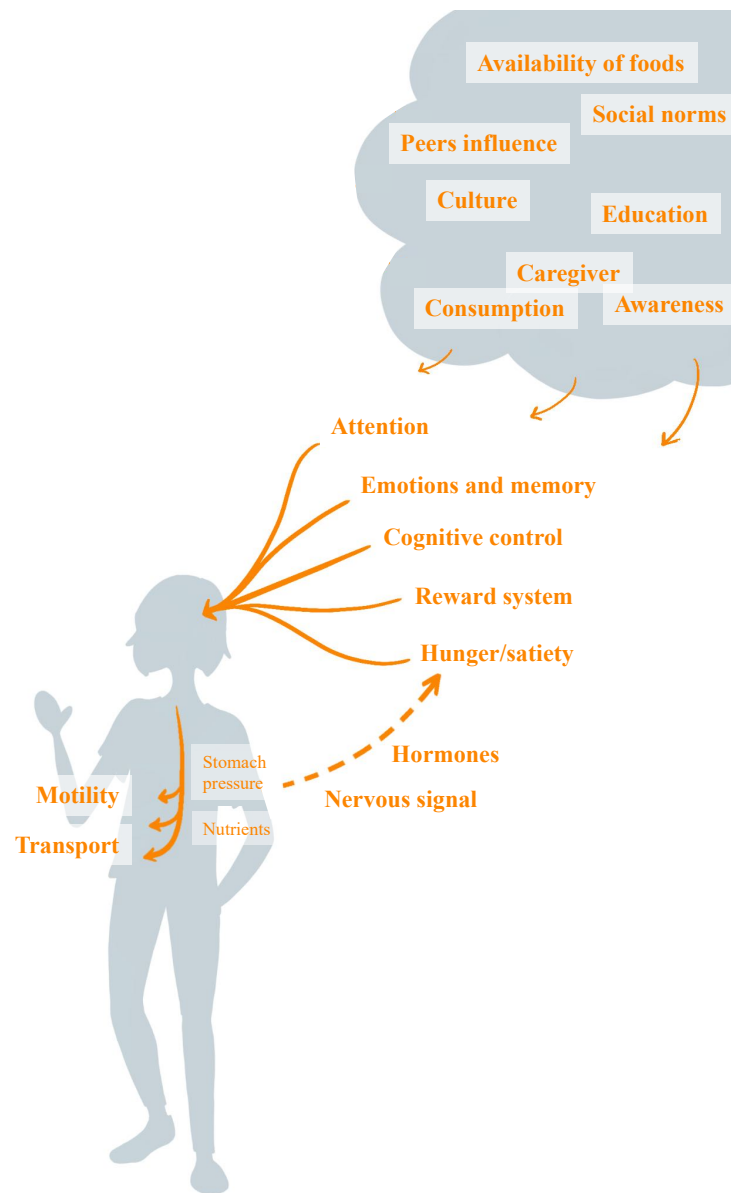 Availability of foods
Social norms
Peers influence
Culture
Education
Caregiver
Consumption
Awareness
Attention
Emotions and memory
Cognitive control
Reward system
Hunger/satiety
Hormones
Nervous signal
Stomach
pressure
Motility
Nutrients
Transport